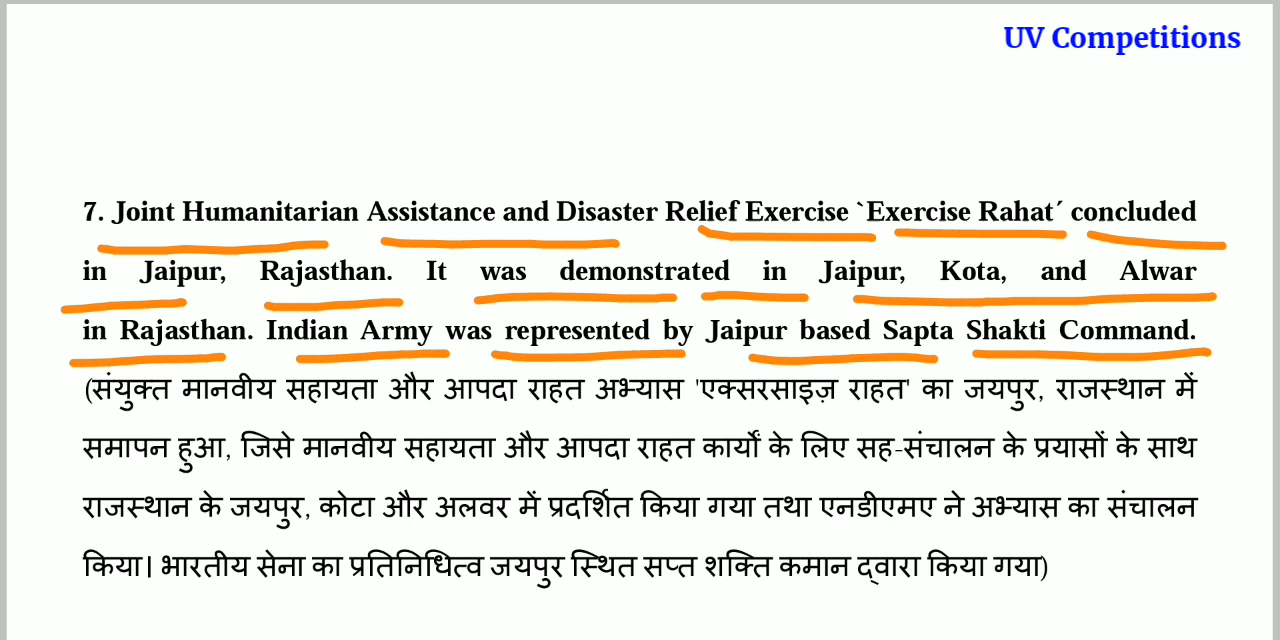 UV Competitions
7. Joint Humanitarian Assistance and Disaster Relief Exercise `Exercise Rahat´ concluded
in Jaipur, Rajasthan. It was demonstrated in Jaipur, Kota, and Alwar
in Rajasthan. Indian Army was represented by Jaipur based Sapta Shakti Command.
(संयुक्त मानवीय सहायता और आपदा राहत अभ्यास 'एक्सरसाइज़ राहत' का जयपुर, राजस्थान में
समापन हुआ, जिसे मानवीय सहायता और आपदा राहत कार्यों के लिए सह-संचालन के प्रयासों के साथ
राजस्थान के जयपुर, कोटा और अलवर में प्रदर्शित किया गया तथा एनडीएमए ने अभ्यास का संचालन
किया। भारतीय सेना का प्रतिनिधित्व जयपुर स्थित सप्त शक्ति कमान द्वारा किया गया)